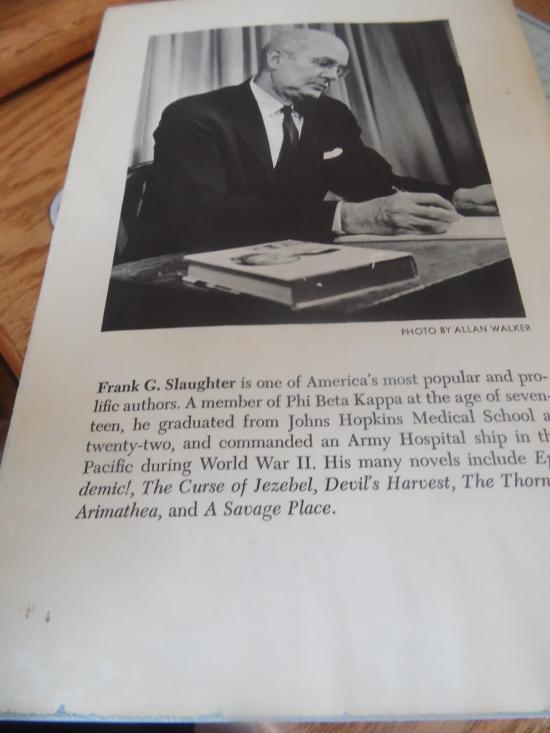 PHOTO BY ALLAN WALKER
Frank G. Slaughter is one of America's most popular and pro-
lific authors. A member of Phi Beta Kappa at the age of seven-
teen, he graduated from Johns Hopkins Medical School a
twenty-two, and commanded an Army Hospital ship in th
Pacific during World War II. His many novels include Ep
demic!, The Curse of Jezebel, Devil's Harvest, The Thorn
Arimathea, and A Savage Place.